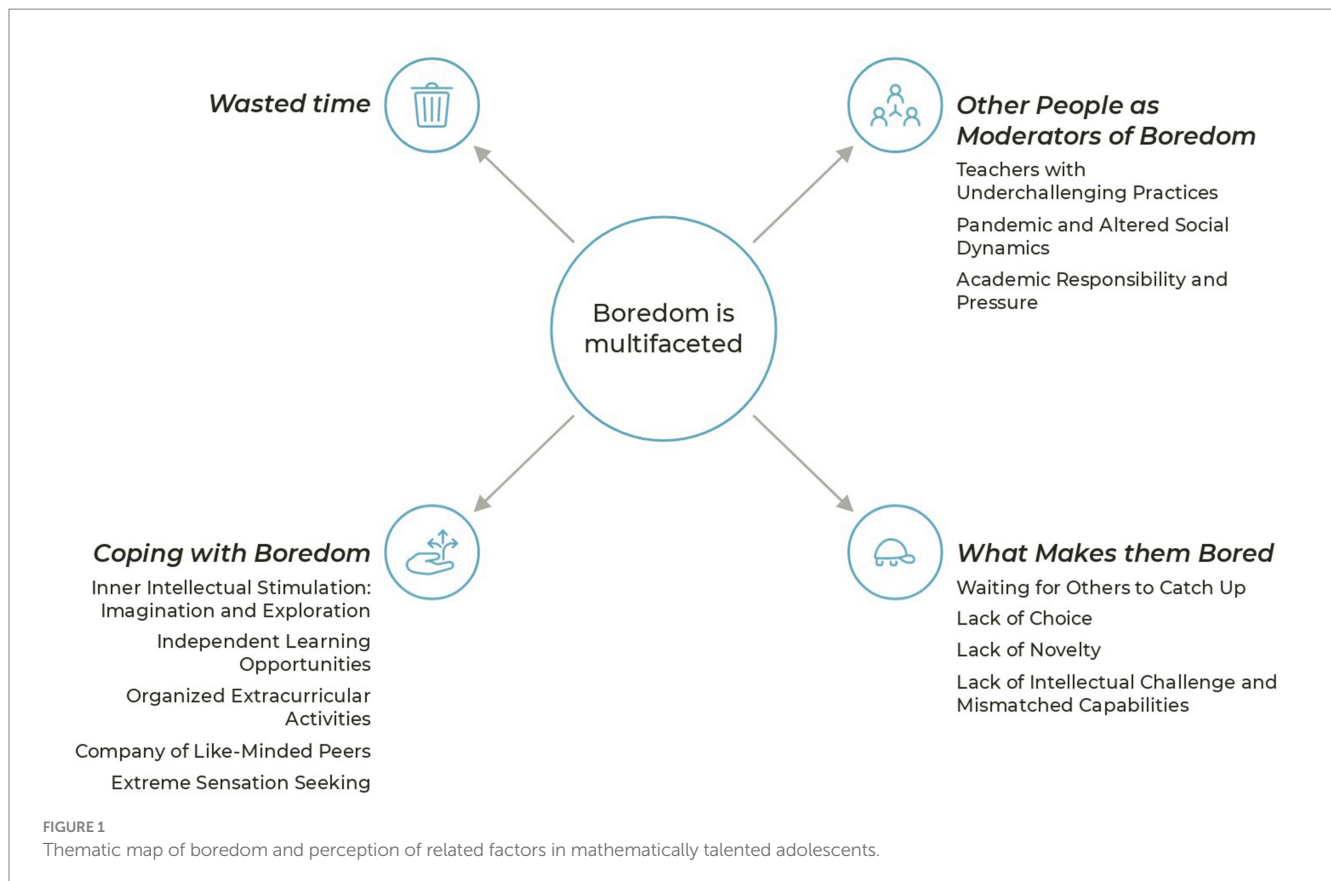 Wasted time
Other People as
Moderators of Boredom
Teachers with
Underchallenging Practices
Pandemic and Altered Social
Dynamics
Academic Responsibility and
Pressure
Boredom is
multifaceted
Coping with Boredom
Inner Intellectual Stimulation:
Imagination and Exploration
Independent Learning
Opportunities
Organized Extracurricular
Activities
Company of Like-Minded Peers
Extreme Sensation Seeking
What Makes them Bored
Waiting for Others to Catch Up
Lack of Choice
Lack of Novelty
Lack of Intellectual Challenge and
Mismatched Capabilities
FIGURE 1
Thematic map of boredom and perception of related factors in mathematically talented adolescents.